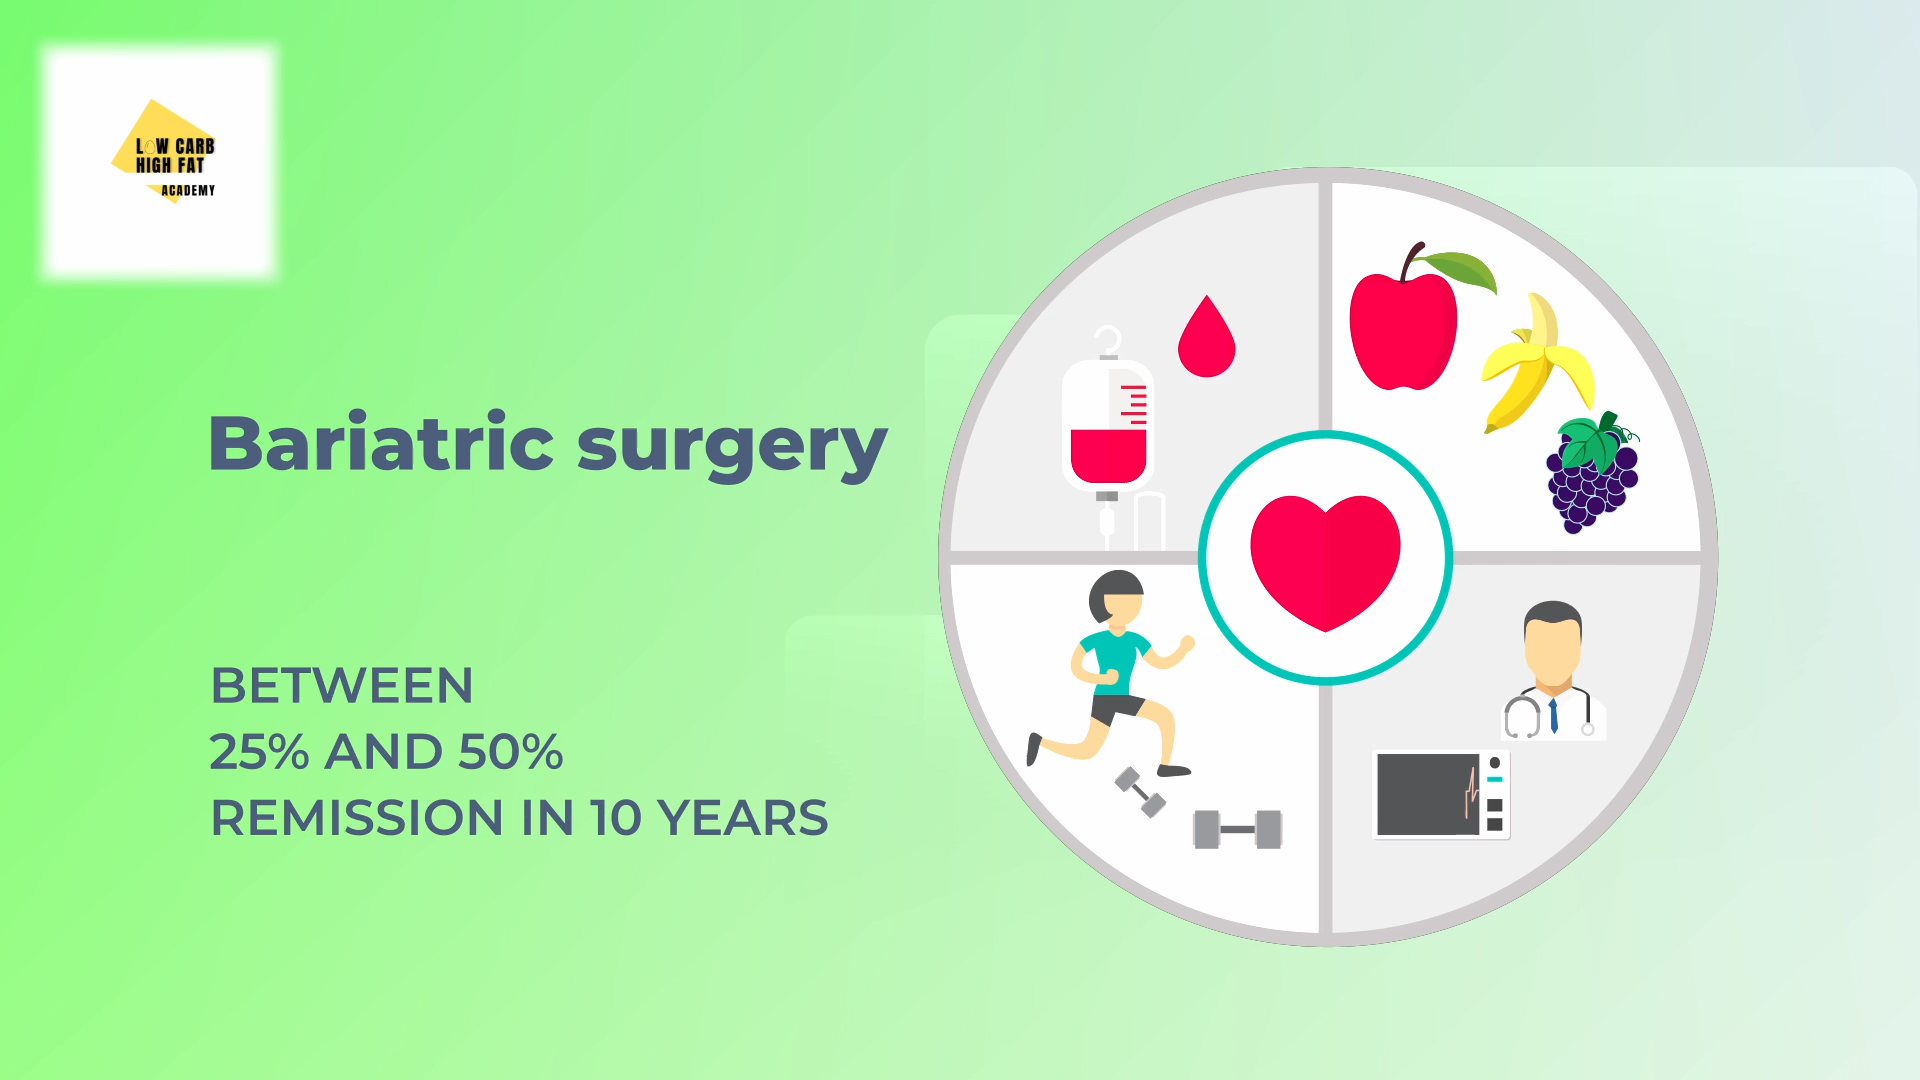 LOW CARB
HIGH FAT
ACADEMY
Bariatric surgery
BETWEEN
25% AND 50%
REMISSION IN 10 YEARS